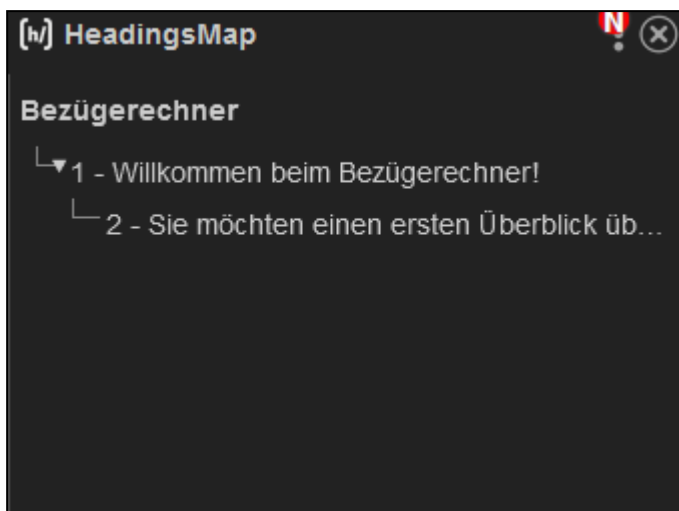 [h/] HeadingsMap
N
Bezügerechner
1 - Willkommen beim Bezügerechner!
2 - Sie möchten einen ersten Überblick üb...